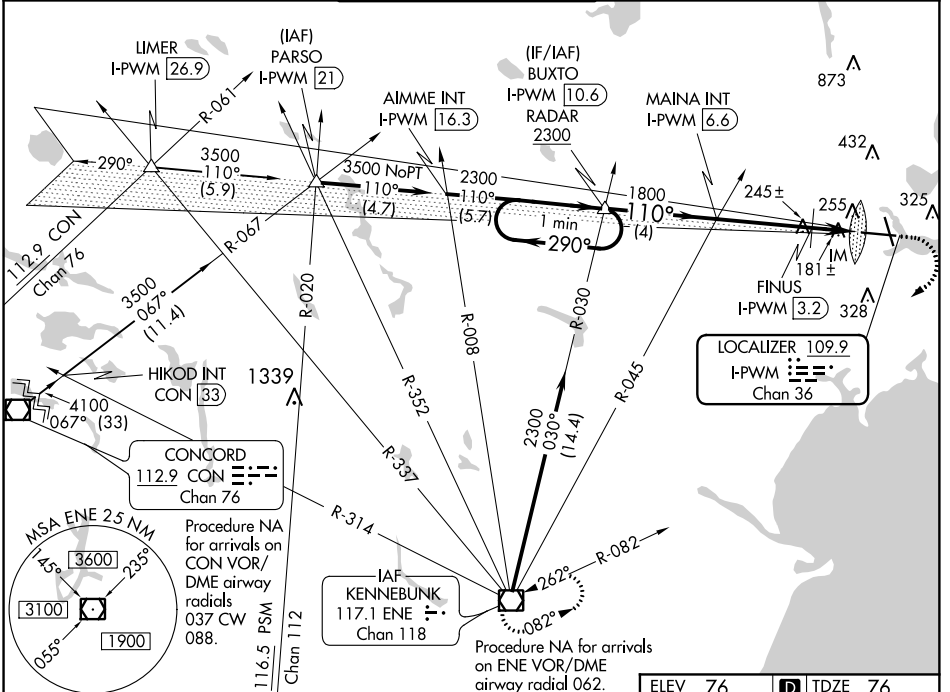 LIMER
I-PWM 26.9
(IAF)
PARSO
I-PWM 21
AIMME INT
I-PWM 16.3
(IF/IAF)
BUXTO
I-PWM 10.6
RADAR
2300
MAINA INT
I-PWM 6.6
873
432
325
R-061
290°
3500
110°
(5.9)
3500 NoPT
110°
(4.7)
2300
110°
(5.7)
1 min
290°
1800
110°
(4)
245±
255
IM
181±
FINUS
I-PWM 3.2
328
112.9 CON
Chan 76
R-067
R-020
R-008
R-030
R-045
3500
067°
(11.4)
LOCALIZER 109.9
I-PWM
Chan 36
HIKOD INT
CON 33
1339
R-352
4100
067° (33)
2300
030°
(14.4)
CONCORD
112.9 CON
Chan 76
R-337
R-314
MSA ENE 25 NM
145°
3600
235°
3100
1900
055°
Procedure NA
for arrivals on
CON VOR/
DME airway
radials
037 CW
088.
116.5 PSM
Chan 112
IAF
KENNEBUNK
117.1 ENE
Chan 118
262°
R-082
082°
Procedure NA for arrivals
on ENE VOR/DME
airway radial 062.
ELEV 76
D
TDZE 76